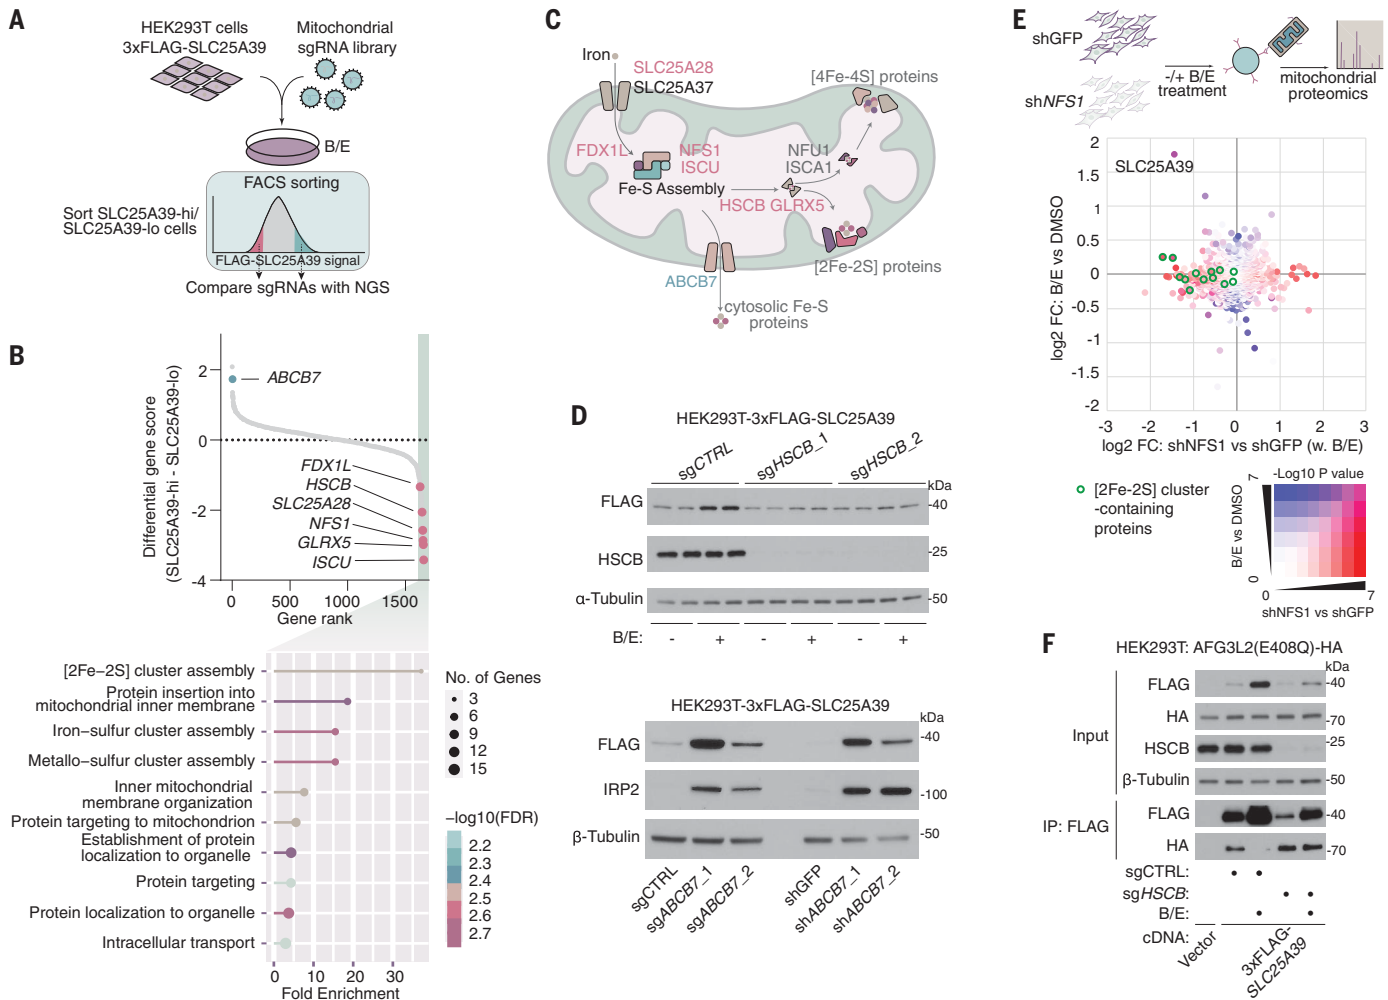 A
HEK293T cells
3xFLAG-SLC25A39
Mitochondrial
sgRNA library
B/E
FACS sorting
Sort SLC25A39-hi/
SLC25A39-lo cells
FLAG-SLC25A39 signal
Compare sgRNAs with NGS
B
Differential gene score
(SLC25A39-hi - SLC25A39-lo)
2
0
-2
-4
ABCB7
FDX1L
HSCB
SLC25A28
NFS1
GLRX5
ISCU
0
500
1000
1500
Gene rank
[2Fe–2S] cluster assembly
Protein insertion into
mitochondrial inner membrane
Iron–sulfur cluster assembly
Metallo–sulfur cluster assembly
Inner mitochondrial
membrane organization
Protein targeting to mitochondrion
Establishment of protein
localization to organelle
Protein targeting
Protein localization to organelle
Intracellular transport
0
10
20
30
Fold Enrichment
No. of Genes
3
6
9
12
15
–log10(FDR)
2.2
2.3
2.4
2.5
2.6
2.7
C
Iron
SLC25A28
SLC25A37
[4Fe-4S] proteins
FDX1L
NFS1
ISCU
NFU1
ISCA1
Fe-S Assembly
HSCB GLRX5
[2Fe-2S] proteins
ABCB7
cytosolic Fe-S
proteins
D
HEK293T-3xFLAG-SLC25A39
sgCTRL
sgHSCB_1
sgHSCB_2
kDa
FLAG
-40
HSCB
-25
α-Tubulin
-50
B/E:
-
+
-
+
-
+
HEK293T-3xFLAG-SLC25A39
kDa
FLAG
-40
IRP2
-100
β-Tubulin
-50
sgCTRL
sgABCB7_1
sgABCB7_2
shGFP
shABCB7_1
shABCB7_2
E
shGFP
shNFS1
-/+ B/E
treatment
mitochondrial
proteomics
log2 FC: B/E vs DMSO
2
1.5
1
0.5
0
-0.5
-1
-1.5
-2
SLC25A39
-3
-2
-1
0
1
2
3
log2 FC: shNFS1 vs shGFP (w. B/E)
[2Fe-2S] cluster
-containing
proteins
-Log10 P value
B/E vs DMSO
7
0
0
7
shNFS1 vs shGFP
F
HEK293T: AFG3L2(E408Q)-HA
kDa
Input
FLAG
-40
HA
-70
HSCB
-25
β-Tubulin
-50
IP: FLAG
FLAG
-40
HA
-70
sgCTRL:
sgHSCB:
B/E:
cDNA:
Vector
3xFLAG-
SLC25A39